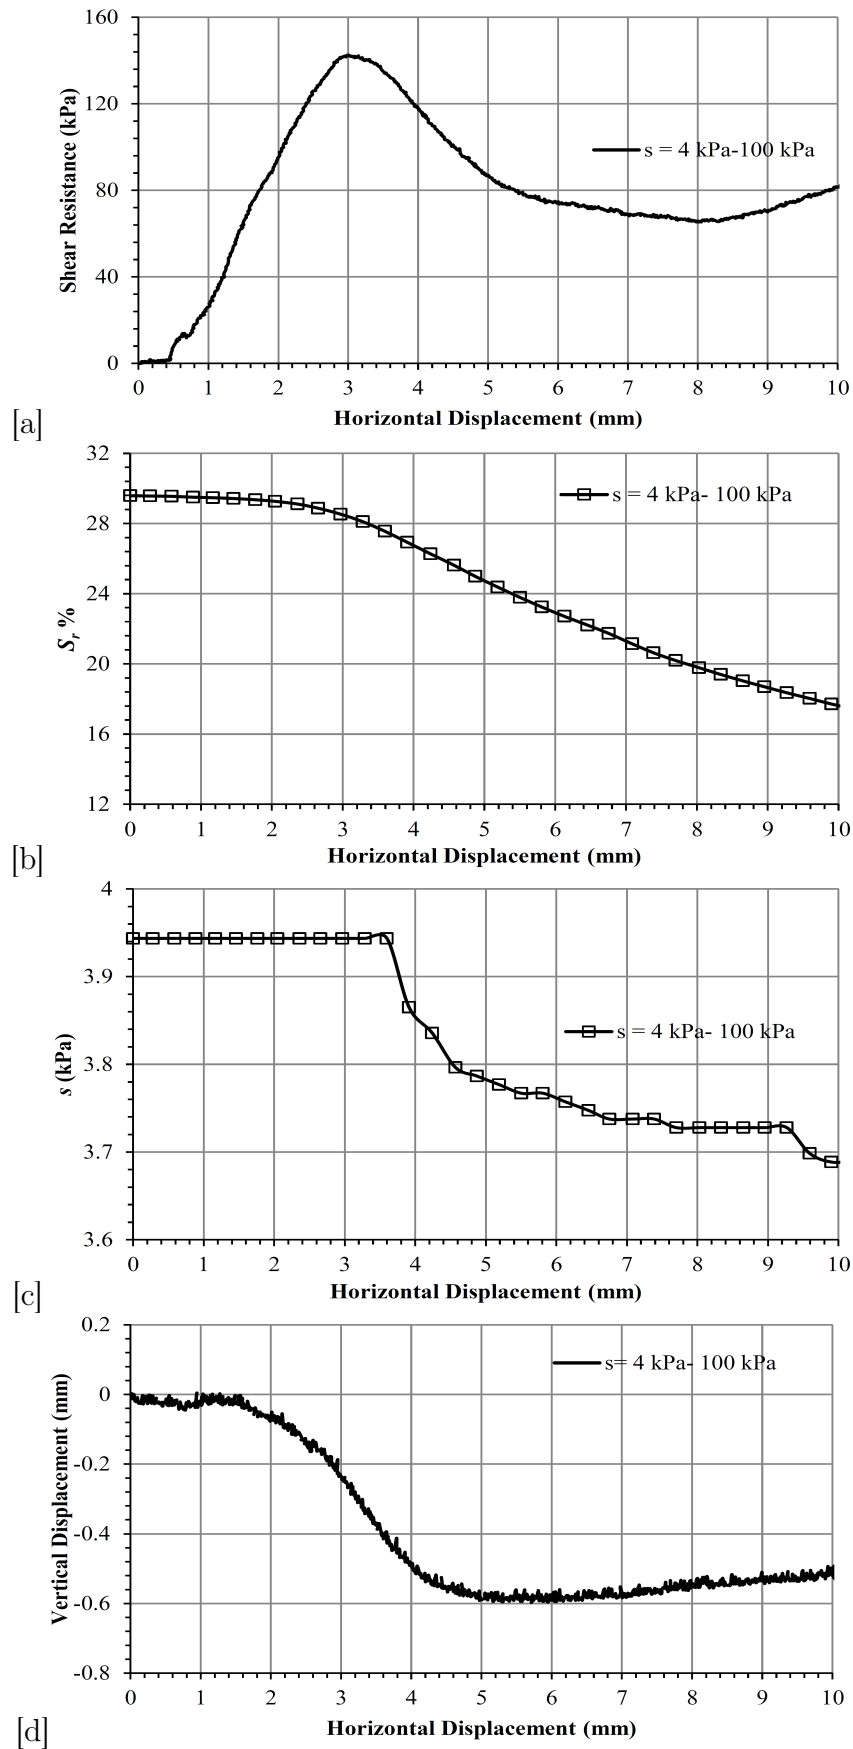 160
120
80
40
0
Shear Resistance (kPa)
s = 4 kPa-100 kPa
0 1 2 3 4 5 6 7 8 9 10
Horizontal Displacement (mm)
[a]
32
28
24
20
16
12
Sr %
s = 4 kPa- 100 kPa
0 1 2 3 4 5 6 7 8 9 10
Horizontal Displacement (mm)
[b]
4
3.9
3.8
3.7
3.6
s (kPa)
s = 4 kPa- 100 kPa
0 1 2 3 4 5 6 7 8 9 10
Horizontal Displacement (mm)
[c]
0.2
0
-0.2
-0.4
-0.6
-0.8
Vertical Displacement (mm)
s= 4 kPa- 100 kPa
0 1 2 3 4 5 6 7 8 9 10
Horizontal Displacement (mm)
[d]